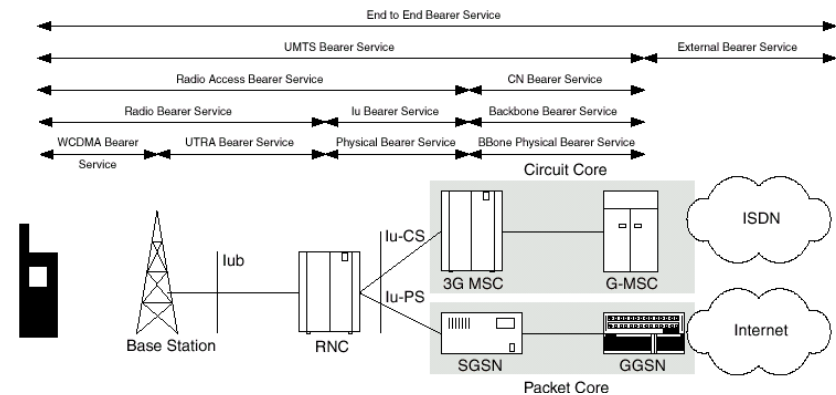 End to End Bearer Service
UMTS Bearer Service
External Bearer Service
Radio Access Bearer Service
CN Bearer Service
Radio Bearer Service
Iu Bearer Service
Backbone Bearer Service
WCDMA Bearer
Service
UTRA Bearer Service
Physical Bearer Service
BBone Physical Bearer Service
Circuit Core
Iu-CS
ISDN
Iub
3G MSC
G-MSC
Iu-PS
Internet
Base Station
RNC
SGSN
GGSN
Packet Core